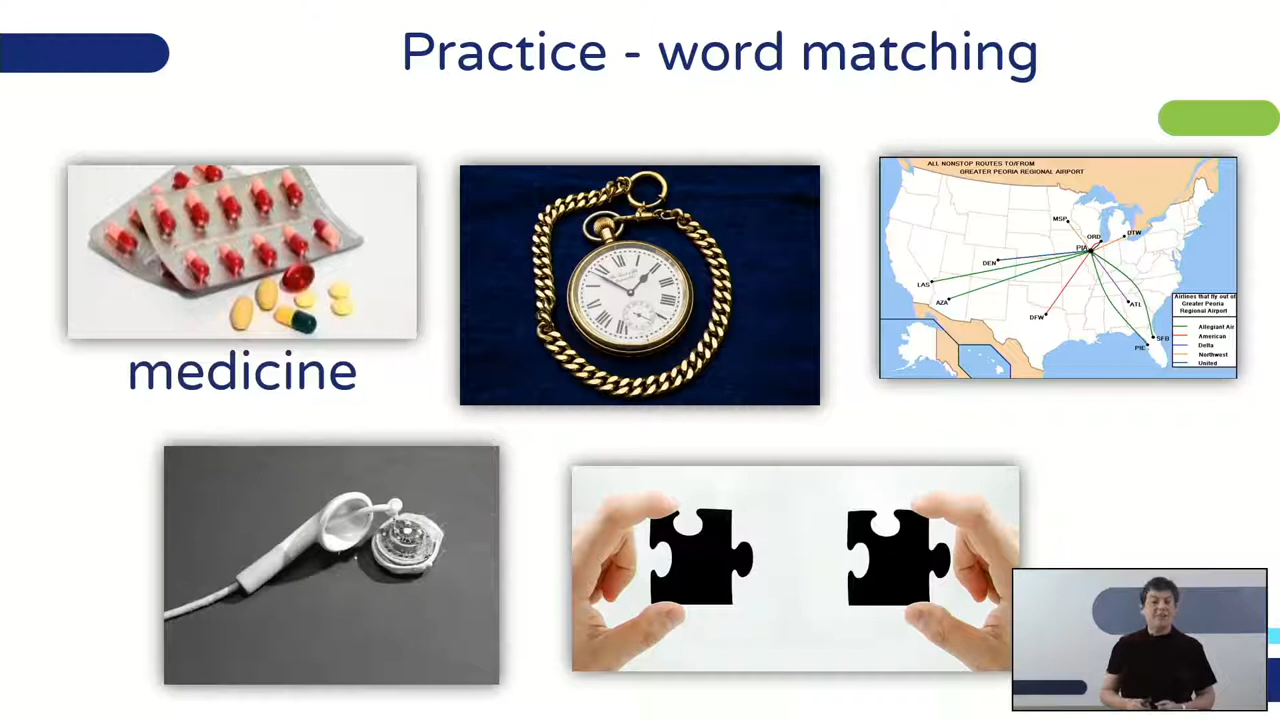 Practice - word matching
ALL NONSTOP ROUTES TO/FROM
GREATER PEORIA REGIONAL AIRPORT
MSP
ORD
DTW
PIA
DEN
LAS
AZA
ATL
DFW
SFB
PIE
Airlines that fly out of
Greater Peoria
Regional Airport
Allegiant Air
American
Delta
Northwest
United
medicine